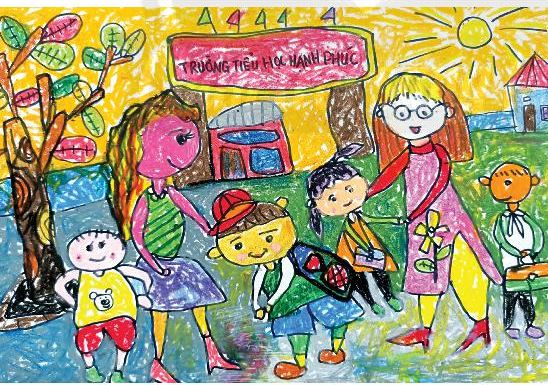 TRƯỜNG TIỂU HỌC HẠNH PHÚC